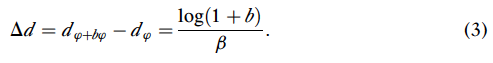 Δd = d_{φ+bφ} − d_φ = log(1 + b) / β . (3)